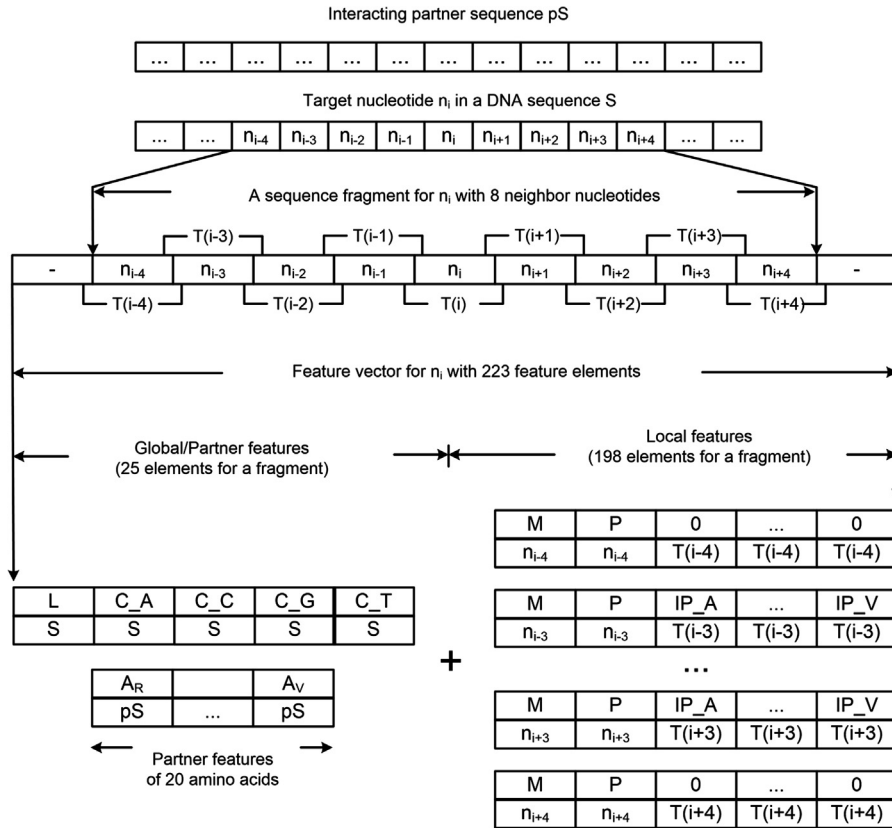 Interacting partner sequence pS
... ... ... ... ... ... ... ... ... ... ... ... ...
Target nucleotide nᵢ in a DNA sequence S
... ... nᵢ₋₄ nᵢ₋₃ nᵢ₋₂ nᵢ₋₁ nᵢ nᵢ₊₁ nᵢ₊₂ nᵢ₊₃ nᵢ₊₄ ... ...
A sequence fragment for nᵢ with 8 neighbor nucleotides
T(i-3) T(i-1) T(i+1) T(i+3)
- nᵢ₋₄ nᵢ₋₃ nᵢ₋₂ nᵢ₋₁ nᵢ nᵢ₊₁ nᵢ₊₂ nᵢ₊₃ nᵢ₊₄ -
T(i-4) T(i-2) T(i) T(i+2) T(i+4)
Feature vector for nᵢ with 223 feature elements
Global/Partner features
(25 elements for a fragment)
Local features
(198 elements for a fragment)
L C_A C_C C_G C_T
S S S S S
A_R A_V
pS ... pS
Partner features
of 20 amino acids
+
M P 0 ... 0
nᵢ₋₄ nᵢ₋₄ T(i-4) T(i-4) T(i-4)
M P IP_A ... IP_V
nᵢ₋₃ nᵢ₋₃ T(i-3) T(i-3) T(i-3)
...
M P IP_A ... IP_V
nᵢ₊₃ nᵢ₊₃ T(i+3) T(i+3) T(i+3)
M P 0 ... 0
nᵢ₊₄ nᵢ₊₄ T(i+4) T(i+4) T(i+4)